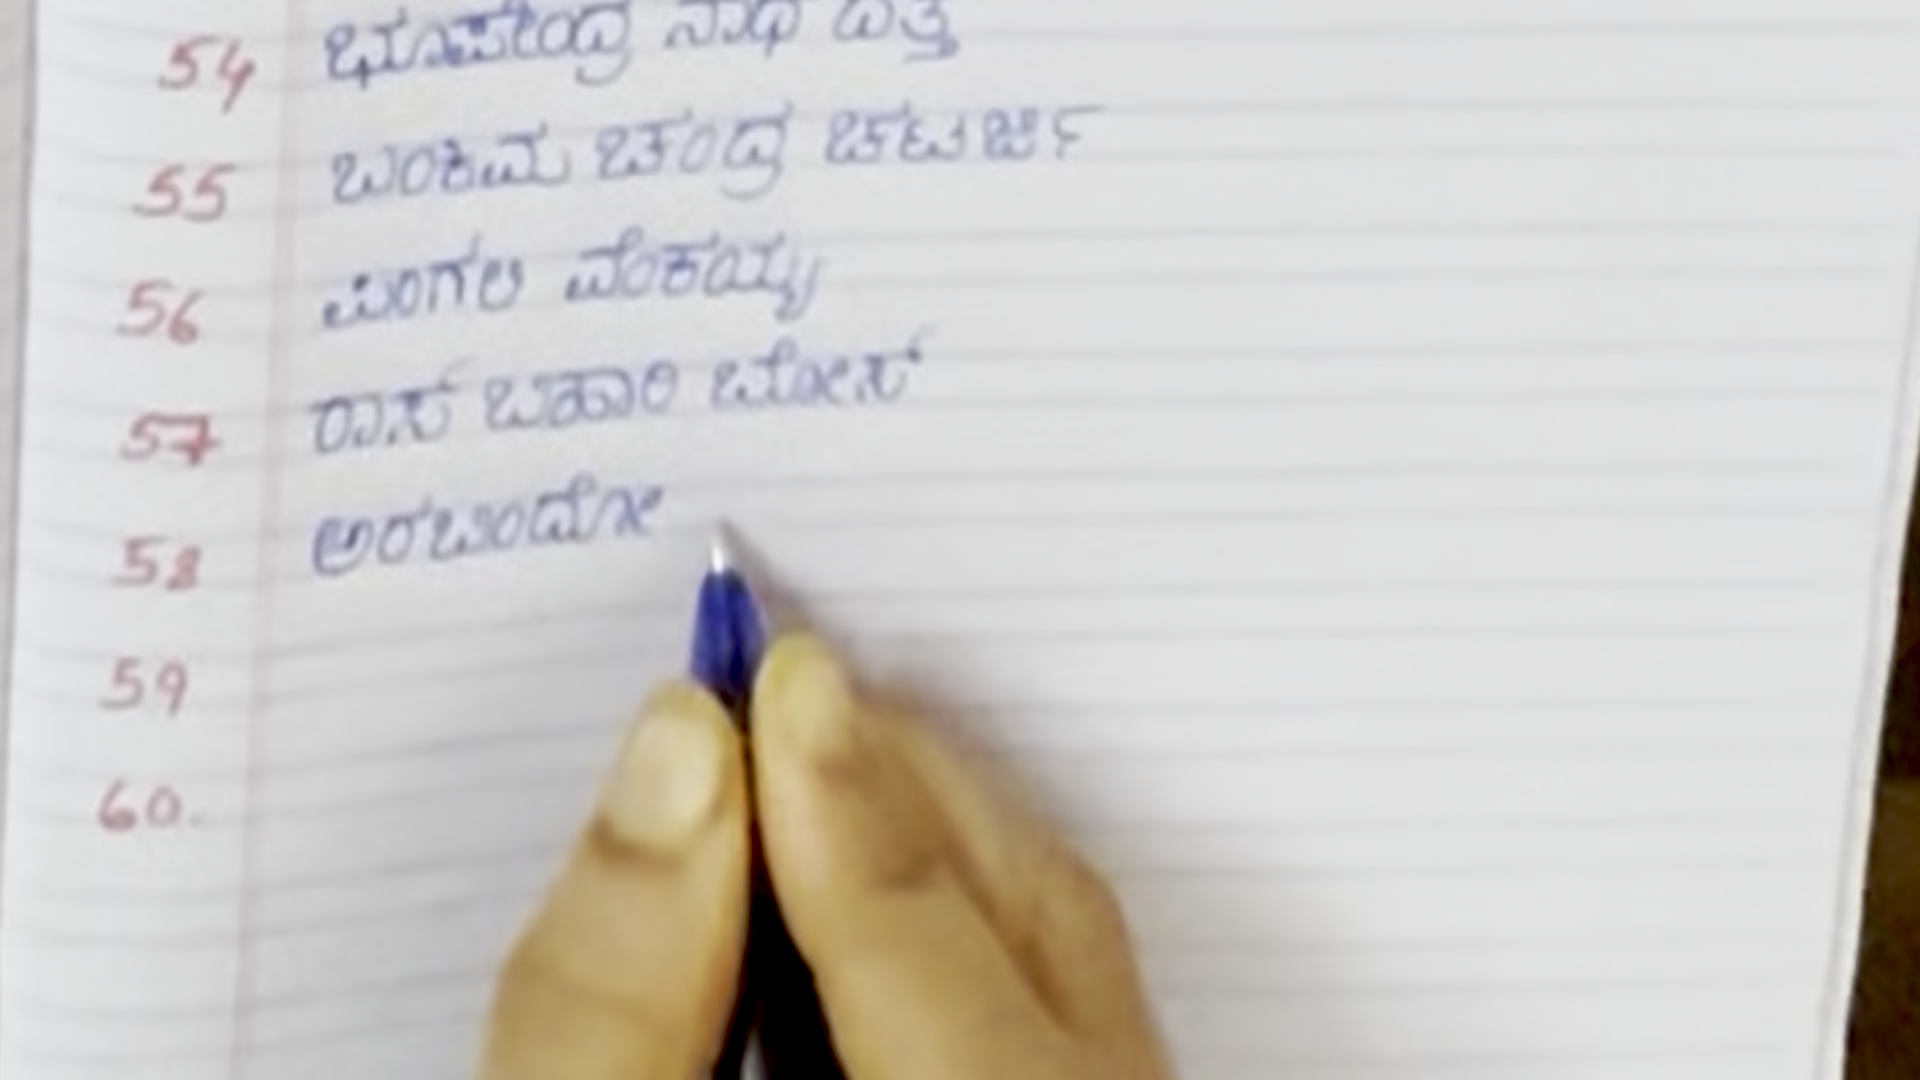 54 ಭೂಪೇಂದ್ರ ನಾಥ ದತ್ತ
55 ಬಂಕಿಮ ಚಂದ್ರ ಚಟರ್ಜಿ
56 ಪಿಂಗಲಿ ವೆಂಕಯ್ಯ
57 ರಾಸ್ ಬಿಹಾರಿ ಬೋಸ್
58 ಅರಬಿಂದೋ
59
60.